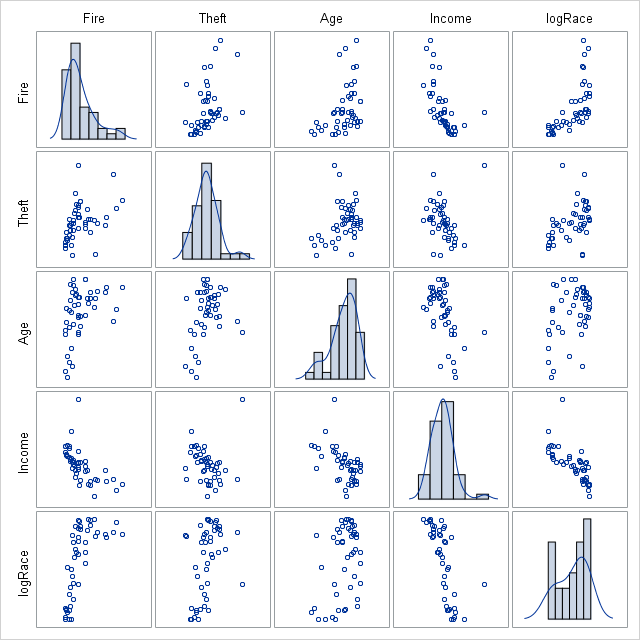 Fire Theft Age Income logRace
Fire
Theft
Age
Income
logRace